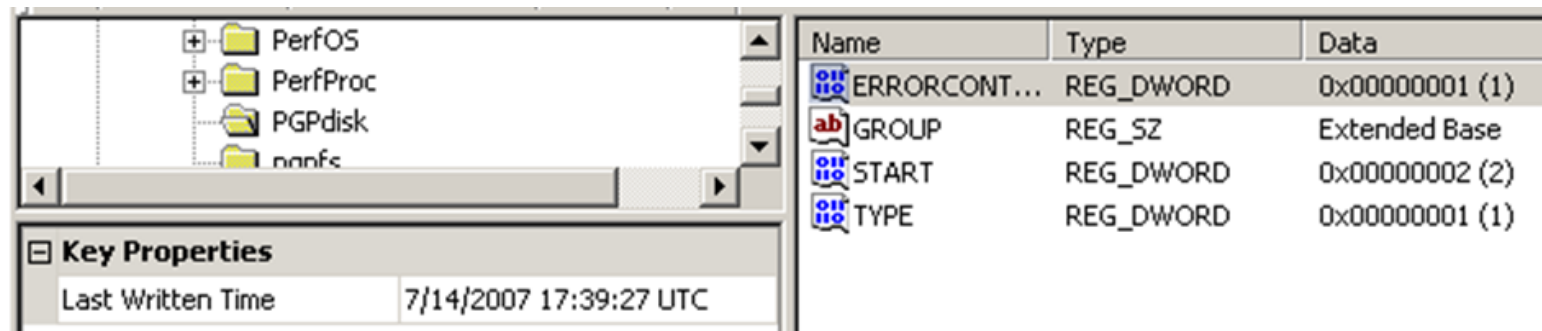 PerfOS
PerfProc
PGPdisk
pgpfs
Key Properties
Last Written Time 7/14/2007 17:39:27 UTC
Name Type Data
ERRORCONT... REG_DWORD 0x00000001 (1)
GROUP REG_SZ Extended Base
START REG_DWORD 0x00000002 (2)
TYPE REG_DWORD 0x00000001 (1)